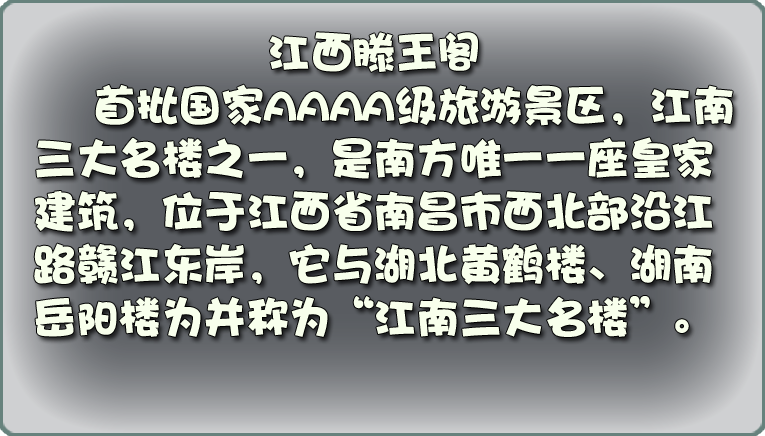 江西滕王阁
首批国家AAAA级旅游景区，江南
三大名楼之一，是南方唯一一座皇家
建筑，位于江西省南昌市西北部沿江
路赣江东岸，它与湖北黄鹤楼、湖南
岳阳楼为并称为“江南三大名楼”。